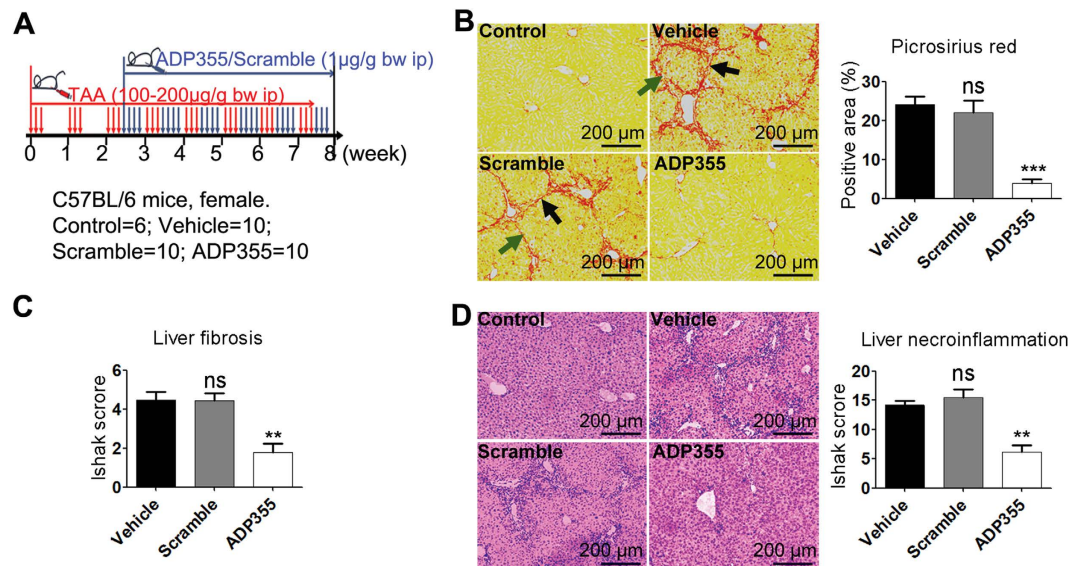 A
ADP355/Scramble (1µg/g bw ip)
TAA (100-200µg/g bw ip)
0 1 2 3 4 5 6 7 8 (week)
C57BL/6 mice, female.
Control=6; Vehicle=10;
Scramble=10; ADP355=10
B
Control
200 µm
Vehicle
200 µm
Scramble
200 µm
ADP355
200 µm
Picrosirius red
Positive area (%)
30
20
10
0
ns
***
Vehicle
Scramble
ADP355
C
Liver fibrosis
Ishak scrore
6
4
2
0
ns
**
Vehicle
Scramble
ADP355
D
Control
200 µm
Vehicle
200 µm
Scramble
200 µm
ADP355
200 µm
Liver necroinflammation
Ishak scrore
20
15
10
5
0
ns
**
Vehicle
Scramble
ADP355